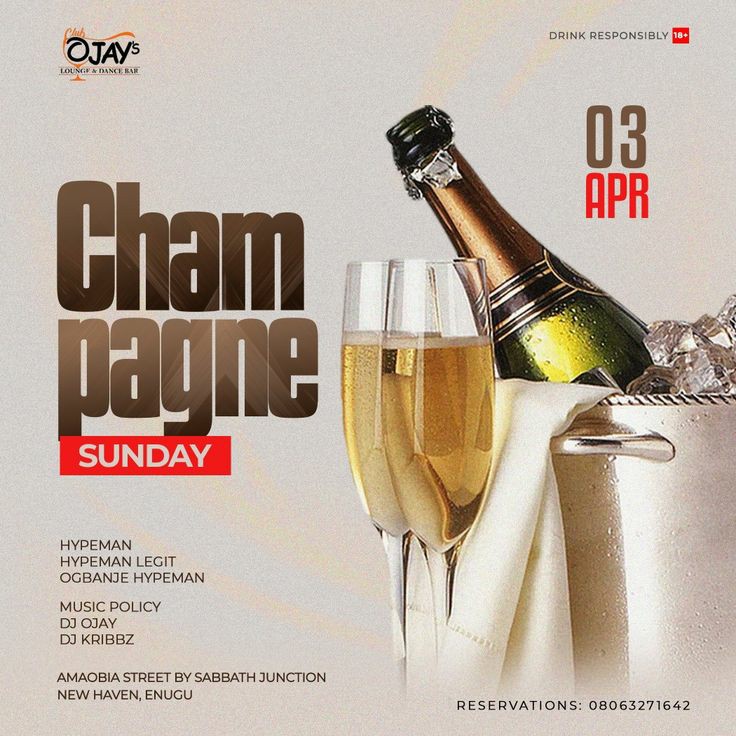 Club
OJAY'S
LOUNGE & DANCE BAR
DRINK RESPONSIBLY 18+
03
APR
Cham
pagne
SUNDAY
HYPEMAN
HYPEMAN LEGIT
OGBANJE HYPEMAN
MUSIC POLICY
DJ OJAY
DJ KRIBBZ
AMAOBIA STREET BY SABBATH JUNCTION
NEW HAVEN, ENUGU
RESERVATIONS: 08063271642